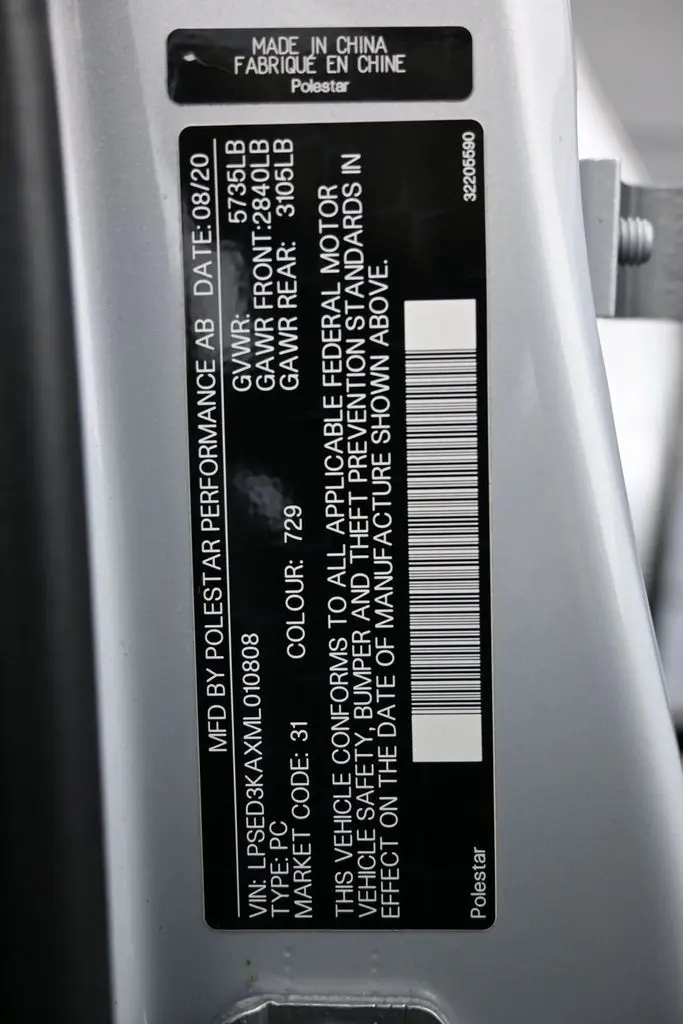 MADE IN CHINA
FABRIQUÉ EN CHINE
Polestar
MFD BY POLESTAR PERFORMANCE AB DATE: 08/20
GVWR: 5735LB
GAWR FRONT: 2840LB
GAWR REAR: 3105LB
VIN: LPSED3KAXML010808
TYPE: PC
MARKET CODE: 31 COLOUR: 729
THIS VEHICLE CONFORMS TO ALL APPLICABLE FEDERAL MOTOR
VEHICLE SAFETY, BUMPER AND THEFT PREVENTION STANDARDS IN
EFFECT ON THE DATE OF MANUFACTURE SHOWN ABOVE.
Polestar
32205590